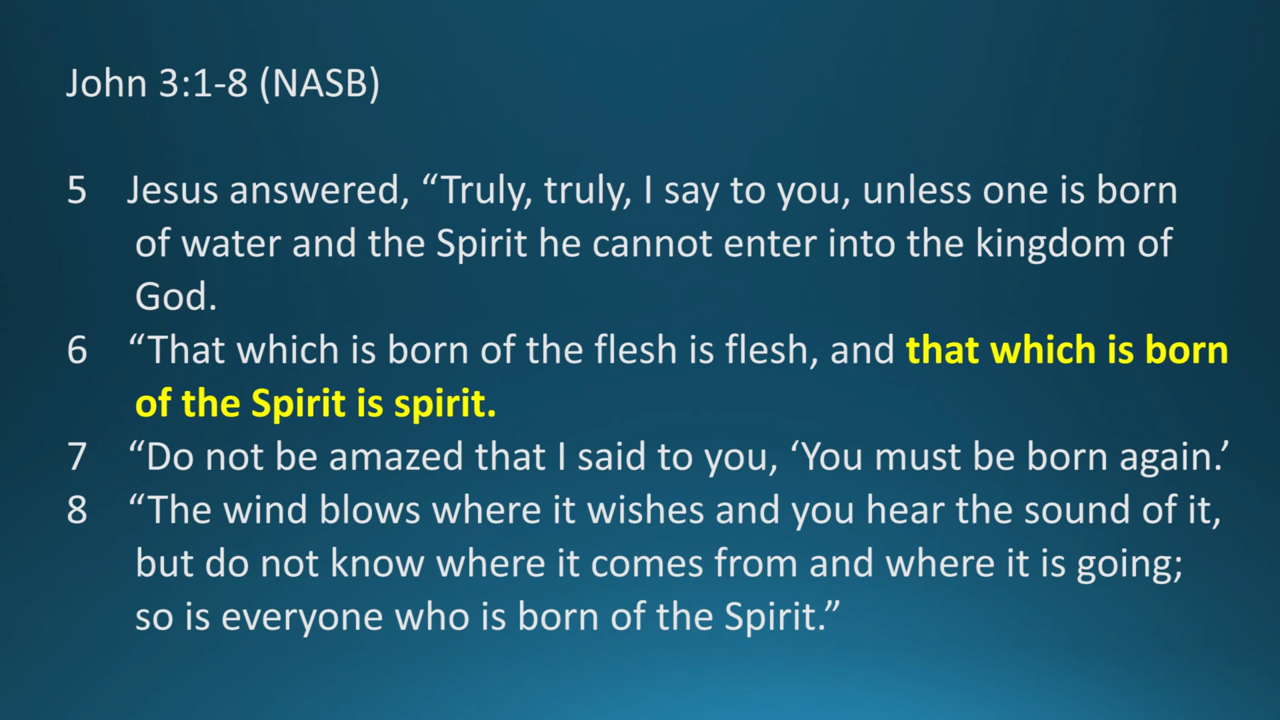 John 3:1-8 (NASB)
5 Jesus answered, “Truly, truly, I say to you, unless one is born
of water and the Spirit he cannot enter into the kingdom of
God.
6 “That which is born of the flesh is flesh, and that which is born
of the Spirit is spirit.
7 “Do not be amazed that I said to you, ‘You must be born again.’
8 “The wind blows where it wishes and you hear the sound of it,
but do not know where it comes from and where it is going;
so is everyone who is born of the Spirit.”